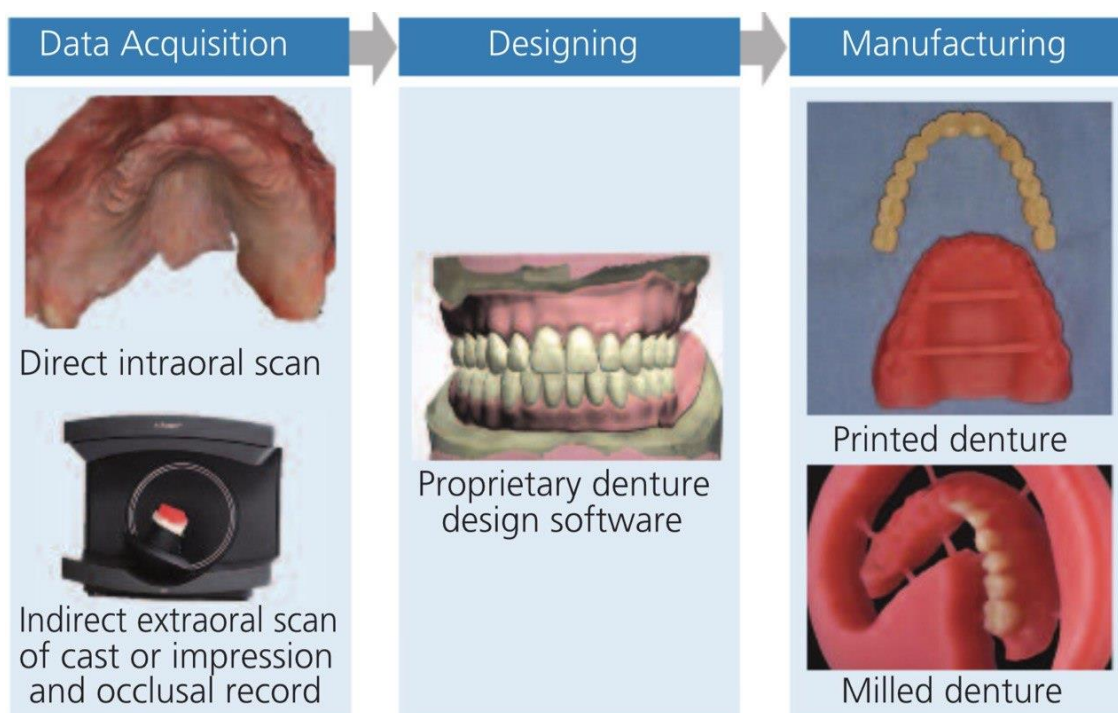 Data Acquisition
Designing
Manufacturing
Direct intraoral scan
Indirect extraoral scan
of cast or impression
and occlusal record
Proprietary denture
design software
Printed denture
Milled denture